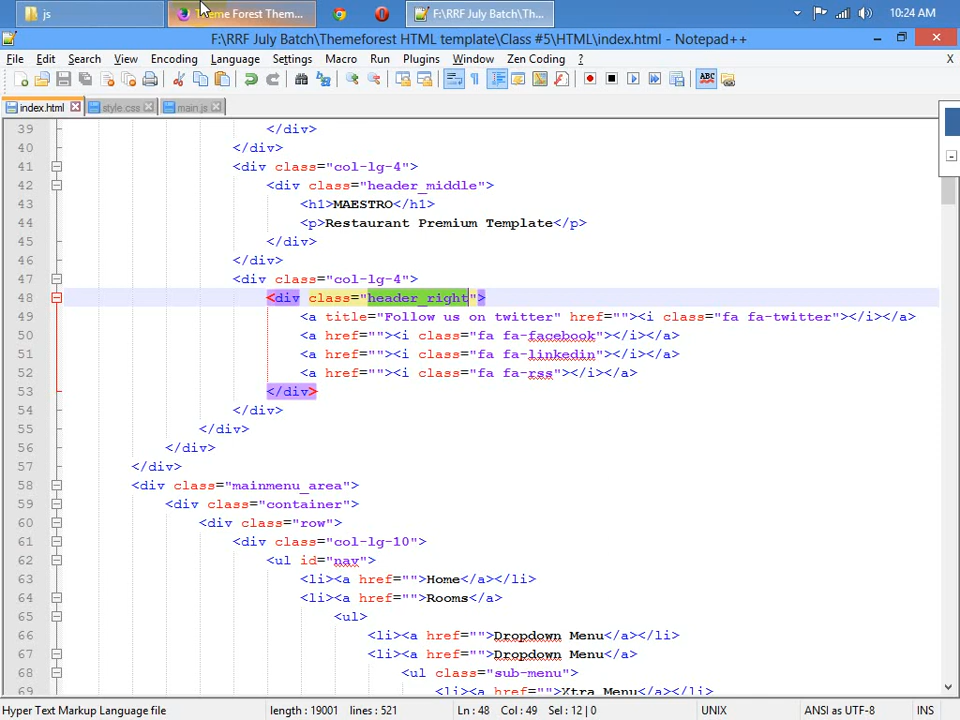 js
Theme Forest Them...
F:\RRF July Batch\The...
10:24 AM
F:\RRF July Batch\Themeforest HTML template\Class #5\HTML\index.html - Notepad++
File Edit Search View Encoding Language Settings Macro Run Plugins Window Zen Coding ? X
index.html style.css main.js
39 </div>
40 </div>
41 <div class="col-lg-4">
42 <div class="header_middle">
43 <h1>MAESTRO</h1>
44 <p>Restaurant Premium Template</p>
45 </div>
46 </div>
47 <div class="col-lg-4">
48 <div class="header_right">
49 <a title="Follow us on twitter" href=""><i class="fa fa-twitter"></i></a>
50 <a href=""><i class="fa fa-facebook"></i></a>
51 <a href=""><i class="fa fa-linkedin"></i></a>
52 <a href=""><i class="fa fa-rss"></i></a>
53 </div>
54 </div>
55 </div>
56 </div>
57 </div>
58 <div class="mainmenu_area">
59 <div class="container">
60 <div class="row">
61 <div class="col-lg-10">
62 <ul id="nav">
63 <li><a href="">Home</a></li>
64 <li><a href="">Rooms</a>
65 <ul>
66 <li><a href="">Dropdown Menu</a></li>
67 <li><a href="">Dropdown Menu</a>
68 <ul class="sub-menu">
69 <li><a href="">Xtra Menu</a></li>
Hyper Text Markup Language file length : 19001 lines : 521 Ln : 48 Col : 49 Sel : 12 | 0 UNIX ANSI as UTF-8 INS